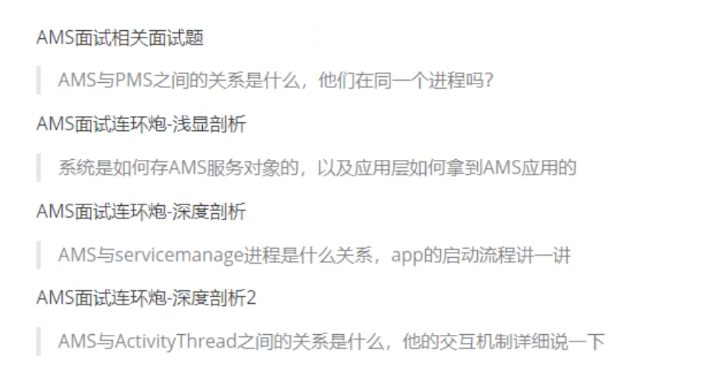 AMS面试相关面试题
AMS与PMS之间的关系是什么，他们在同一个进程吗？
AMS面试连环炮-浅显剖析
系统是如何存AMS服务对象的，以及应用层如何拿到AMS应用的
AMS面试连环炮-深度剖析
AMS与servicemanage进程是什么关系，app的启动流程讲一讲
AMS面试连环炮-深度剖析2
AMS与ActivityThread之间的关系是什么，他的交互机制详细说一下